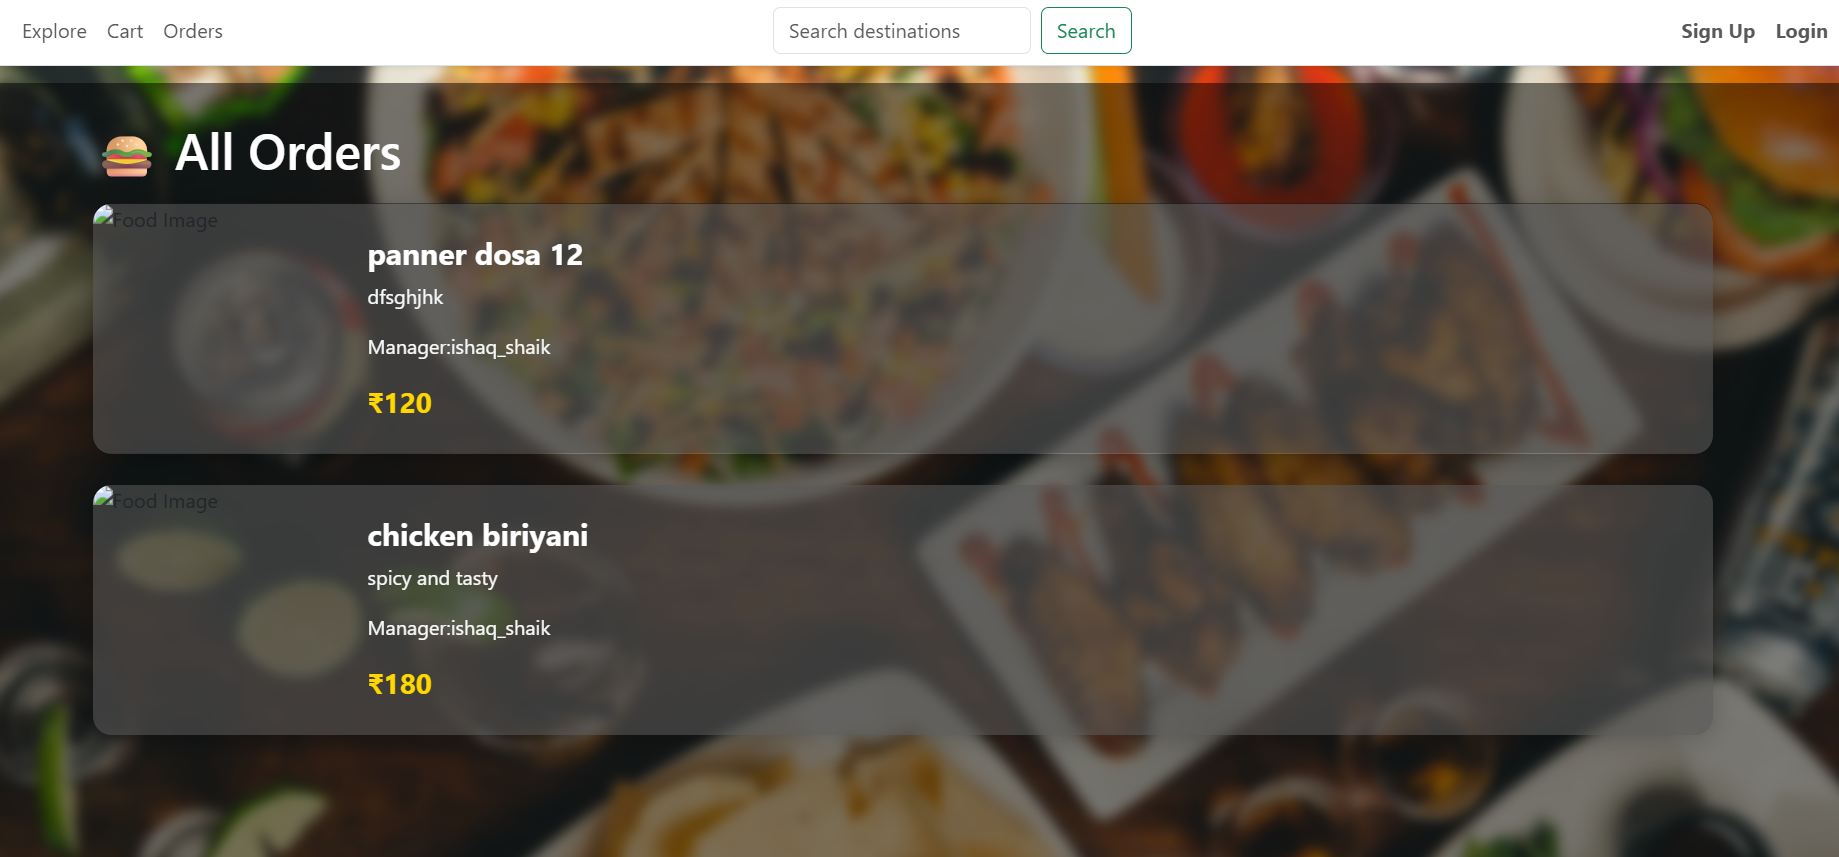 Explore Cart Orders Search destinations Search Sign Up Login
All Orders
Food Image
panner dosa 12
dfsghjhk
Manager:ishaq_shaik
₹120
Food Image
chicken biriyani
spicy and tasty
Manager:ishaq_shaik
₹180